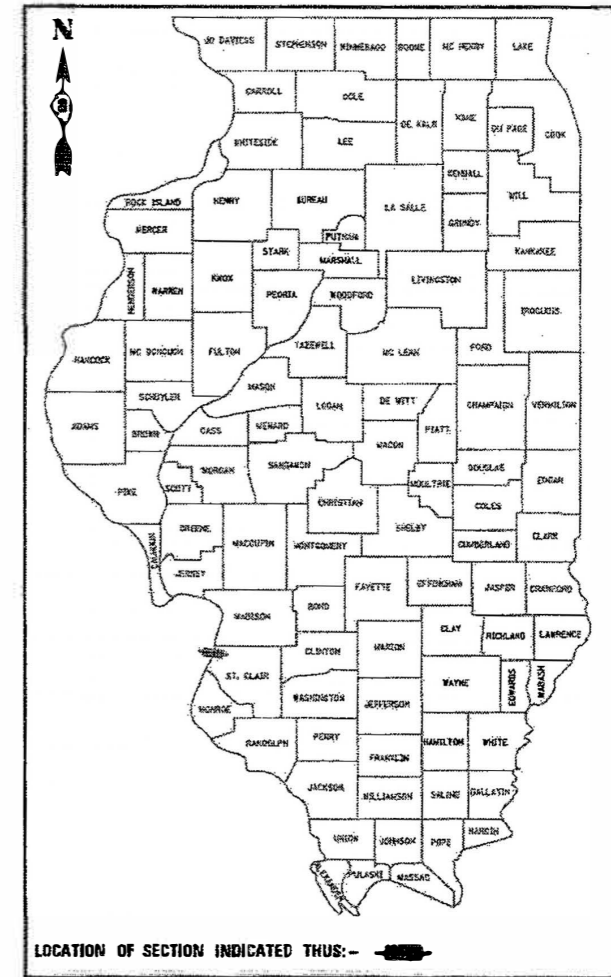 N
JO DAVIESS STEPHENSON WINNEBAGO BOONE MC HENRY LAKE
CARROLL OGLE
DE KALB KANE DU PAGE COOK
WHITESIDE LEE
KENDALL
ROCK ISLAND HENRY BUREAU LA SALLE WILL
MERCER PUTNAM GRUNDY
STARK MARSHALL KANKAKEE
HENDERSON WARREN KNOX PEORIA WOODFORD LIVINGSTON IROQUOIS
HANCOCK MC DONOUGH FULTON TAZEWELL MC LEAN FORD
MASON
SCHUYLER LOGAN DE WITT CHAMPAIGN VERMILION
ADAMS BROWN CASS MENARD MACON PIATT
PIKE SCOTT MORGAN SANGAMON MOULTRIE DOUGLAS EDGAR
CHRISTIAN COLES
CALHOUN GREENE MACOUPIN MONTGOMERY SHELBY CUMBERLAND CLARK
JERSEY
FAYETTE EFFINGHAM JASPER CRAWFORD
MADISON BOND
CLAY RICHLAND LAWRENCE
CLINTON MARION
ST. CLAIR WAYNE EDWARDS WABASH
WASHINGTON JEFFERSON
MONROE
RANDOLPH PERRY HAMILTON WHITE
FRANKLIN
JACKSON WILLIAMSON SALINE GALLATIN
UNION JOHNSON POPE HARDIN
ALEXANDER PULASKI MASSAC
LOCATION OF SECTION INDICATED THUS:-